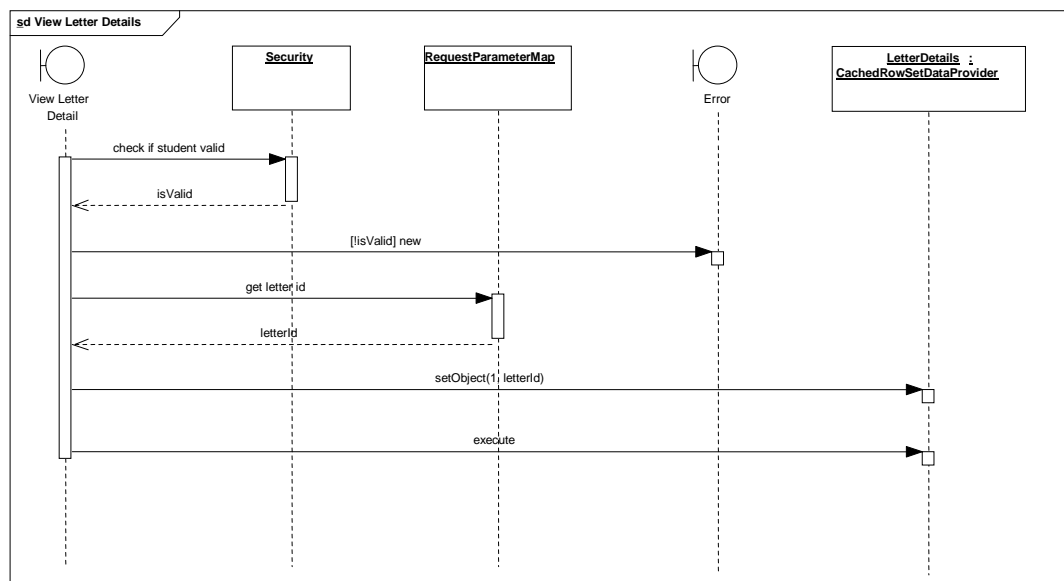 sd View Letter Details
View Letter
Detail
Security
RequestParameterMap
Error
LetterDetails :
CachedRowSetDataProvider
check if student valid
isValid
[!isValid] new
get letter id
letterId
setObject(1, letterId)
execute